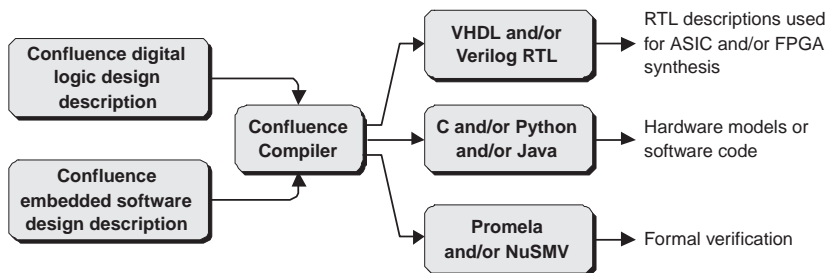 Confluence digital
logic design
description
Confluence
embedded software
design description
Confluence
Compiler
VHDL and/or
Verilog RTL
RTL descriptions used
for ASIC and/or FPGA
synthesis
C and/or Python
and/or Java
Hardware models or
software code
Promela
and/or NuSMV
Formal verification